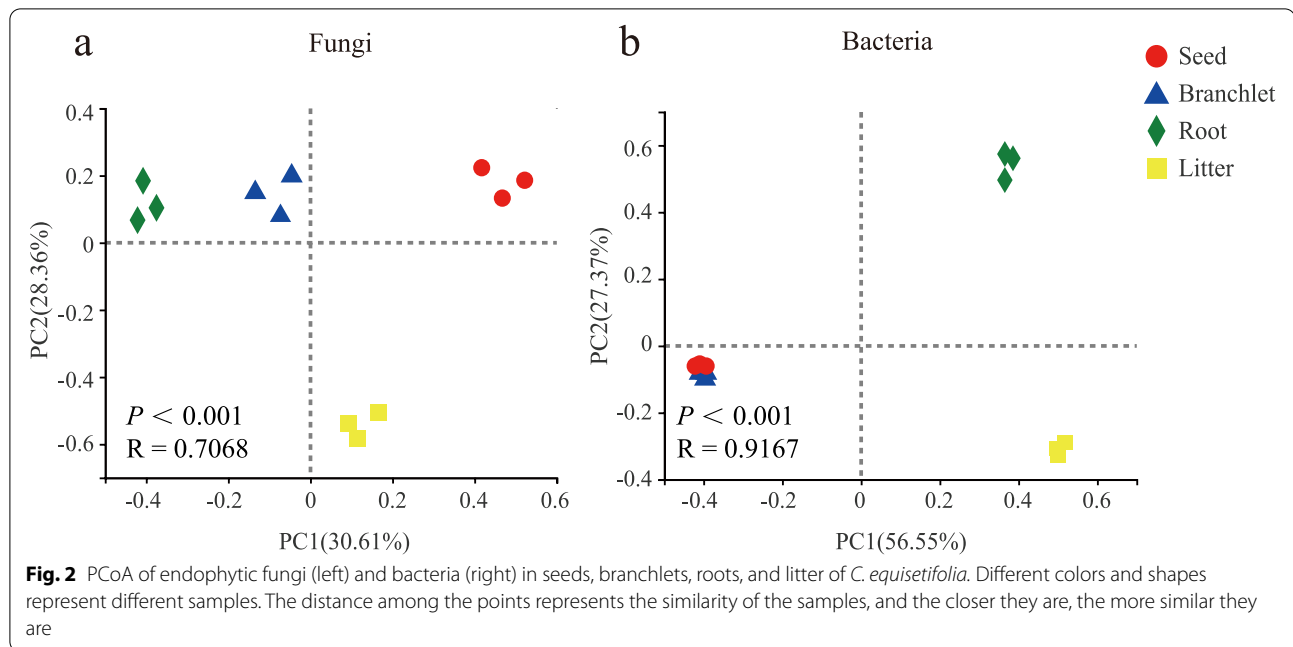 a
Fungi
b
Bacteria
Seed
Branchlet
Root
Litter
0.4
0.2
0
-0.2
-0.4
-0.6
PC2(28.36%)
P < 0.001
R = 0.7068
-0.4
-0.2
0
0.2
0.4
0.6
PC1(30.61%)
0.6
0.4
0.2
0
-0.2
-0.4
PC2(27.37%)
P < 0.001
R = 0.9167
-0.4
-0.2
0
0.2
0.4
0.6
PC1(56.55%)
Fig. 2 PCoA of endophytic fungi (left) and bacteria (right) in seeds, branchlets, roots, and litter of C. equisetifolia. Different colors and shapes
represent different samples. The distance among the points represents the similarity of the samples, and the closer they are, the more similar they
are